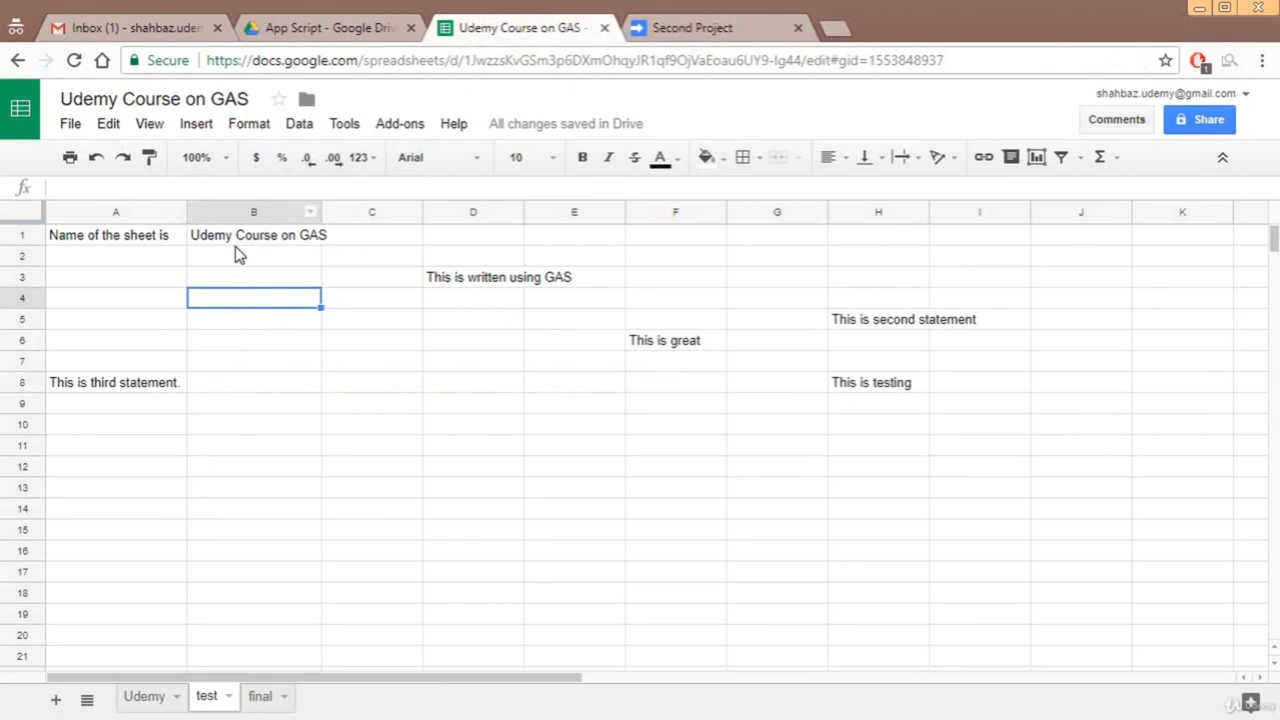 Inbox (1) - shahbaz.uder
App Script - Google Driv
Udemy Course on GAS -
Second Project
Secure
https://docs.google.com/spreadsheets/d/1JwzzsKvGSm3p6DXmOhqyJR1qf9OjVaEoau6UY9-lg44/edit#gid=1553848937
Udemy Course on GAS
shahbaz.udemy@gmail.com
File Edit View Insert Format Data Tools Add-ons Help All changes saved in Drive
Comments
Share
100% $ % .0 .00 123 Arial 10 B I S A Σ
fx
A B C D E F G H I J K
1 Name of the sheet is Udemy Course on GAS
2
3 This is written using GAS
4
5 This is second statement
6 This is great
7
8 This is third statement. This is testing
9
10
11
12
13
14
15
16
17
18
19
20
21
+ Udemy test final
Udemy